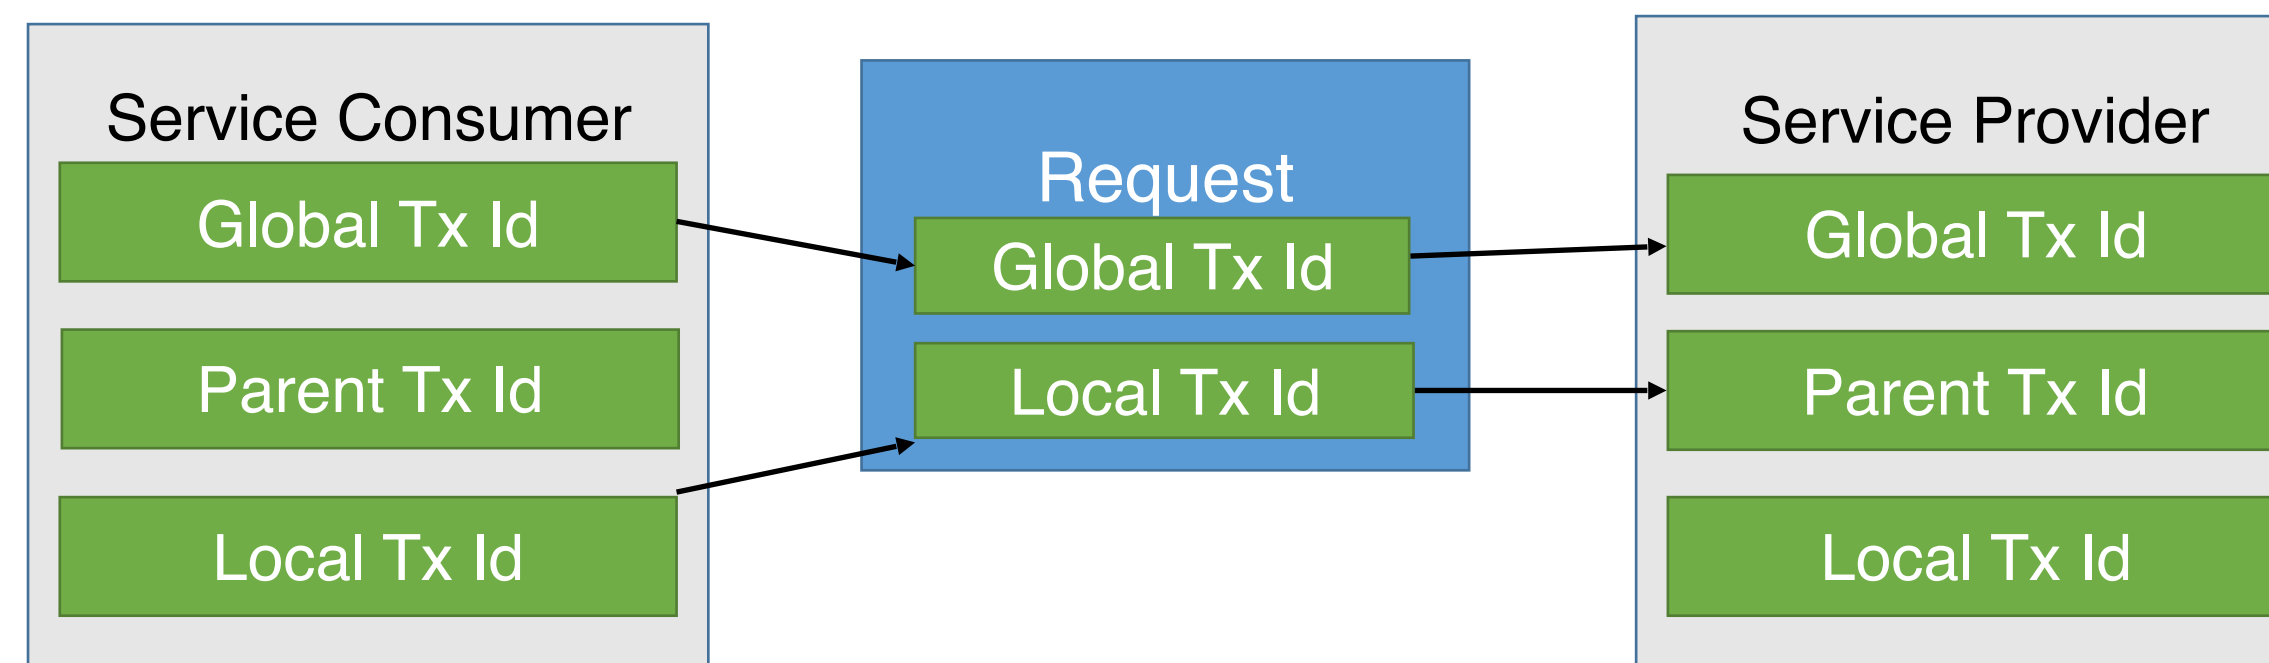 Service Consumer
Global Tx Id
Parent Tx Id
Local Tx Id
Request
Global Tx Id
Local Tx Id
Service Provider
Global Tx Id
Parent Tx Id
Local Tx Id